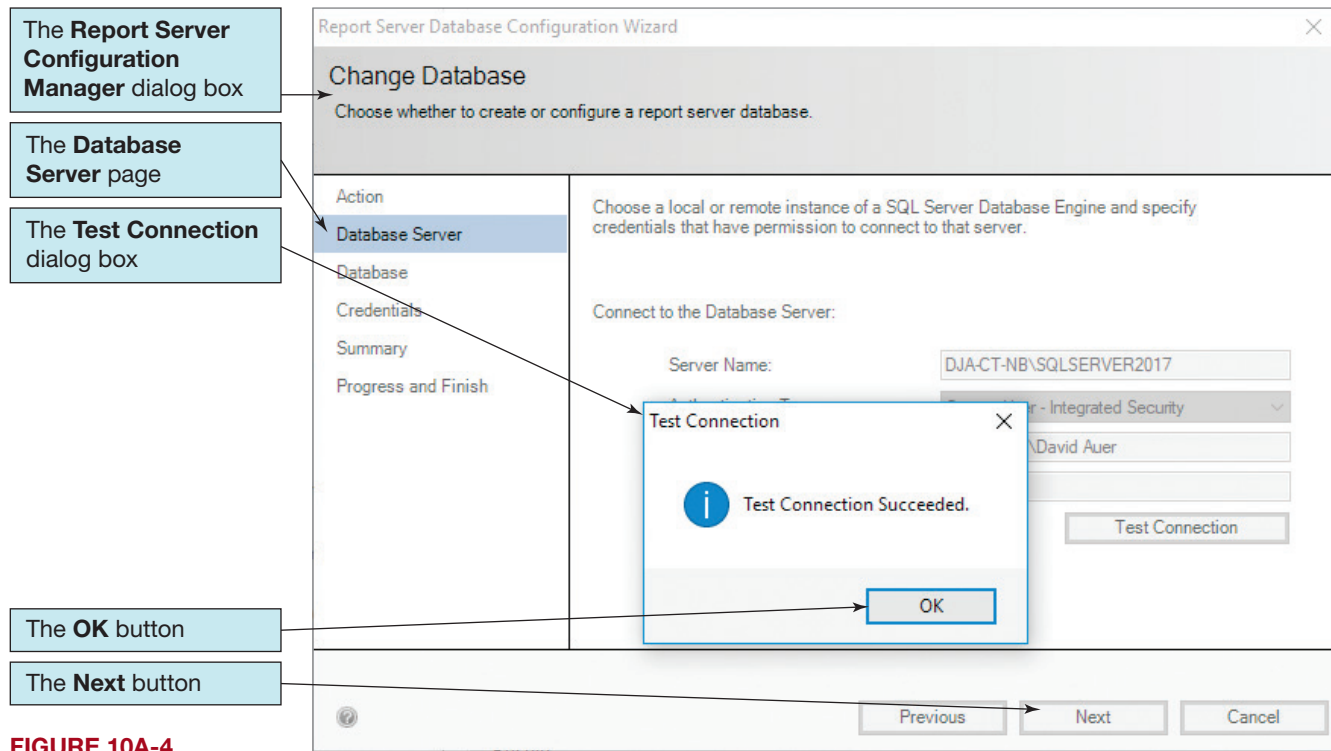 The Report Server
Configuration
Manager dialog box
The Database
Server page
The Test Connection
dialog box
The OK button
The Next button
FIGURE 10A-4
Report Server Database Configuration Wizard
Change Database
Choose whether to create or configure a report server database.
Action
Database Server
Database
Credentials
Summary
Progress and Finish
Choose a local or remote instance of a SQL Server Database Engine and specify
credentials that have permission to connect to that server.
Connect to the Database Server:
Server Name:
DJA-CT-NB\SQLSERVER2017
- Integrated Security
\David Auer
Test Connection
Test Connection
Test Connection Succeeded.
OK
Previous
Next
Cancel